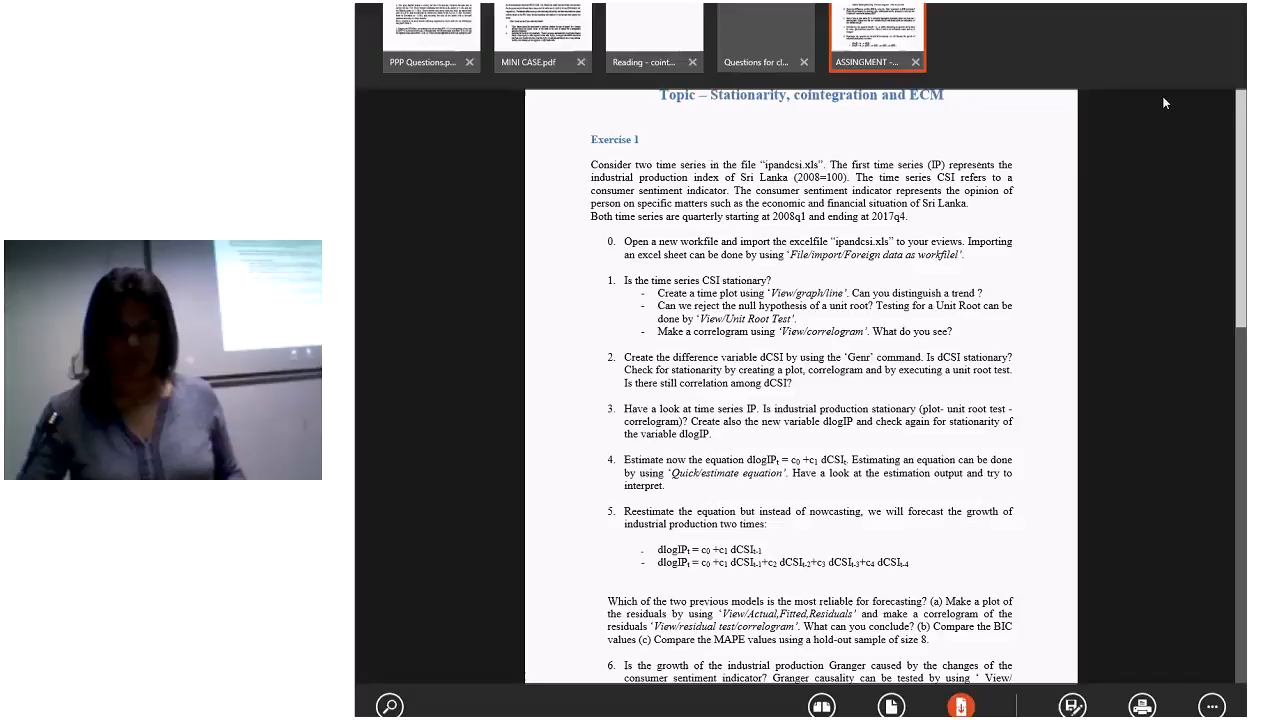 PPP Questions.p...
MINI CASE.pdf
Reading - coint...
Questions for cl...
ASSINGMENT -...
Topic – Stationarity, cointegration and ECM
Exercise 1
Consider two time series in the file “ipandcsi.xls”. The first time series (IP) represents the
industrial production index of Sri Lanka (2008=100). The time series CSI refers to a
consumer sentiment indicator. The consumer sentiment indicator represents the opinion of
person on specific matters such as the economic and financial situation of Sri Lanka.
Both time series are quarterly starting at 2008q1 and ending at 2017q4.
0. Open a new workfile and import the excelfile “ipandcsi.xls” to your eviews. Importing
an excel sheet can be done by using ‘File/import/Foreign data as workfilel’.
1. Is the time series CSI stationary?
- Create a time plot using ‘View/graph/line’. Can you distinguish a trend ?
- Can we reject the null hypothesis of a unit root? Testing for a Unit Root can be
done by ‘View/Unit Root Test’.
- Make a correlogram using ‘View/correlogram’. What do you see?
2. Create the difference variable dCSI by using the ‘Genr’ command. Is dCSI stationary?
Check for stationarity by creating a plot, correlogram and by executing a unit root test.
Is there still correlation among dCSI?
3. Have a look at time series IP. Is industrial production stationary (plot- unit root test -
correlogram)? Create also the new variable dlogIP and check again for stationarity of
the variable dlogIP.
4. Estimate now the equation dlogIPt = c0 +c1 dCSIt. Estimating an equation can be done
by using ‘Quick/estimate equation’. Have a look at the estimation output and try to
interpret.
5. Reestimate the equation but instead of nowcasting, we will forecast the growth of
industrial production two times:
- dlogIPt = c0 +c1 dCSIt-1
- dlogIPt = c0 +c1 dCSIt-1+c2 dCSIt-2+c3 dCSIt-3+c4 dCSIt-4
Which of the two previous models is the most reliable for forecasting? (a) Make a plot of
the residuals by using ‘View/Actual,Fitted,Residuals’ and make a correlogram of the
residuals ‘View/residual test/correlogram’. What can you conclude? (b) Compare the BIC
values (c) Compare the MAPE values using a hold-out sample of size 8.
6. Is the growth of the industrial production Granger caused by the changes of the
consumer sentiment indicator? Granger causality can be tested by using ‘ View/